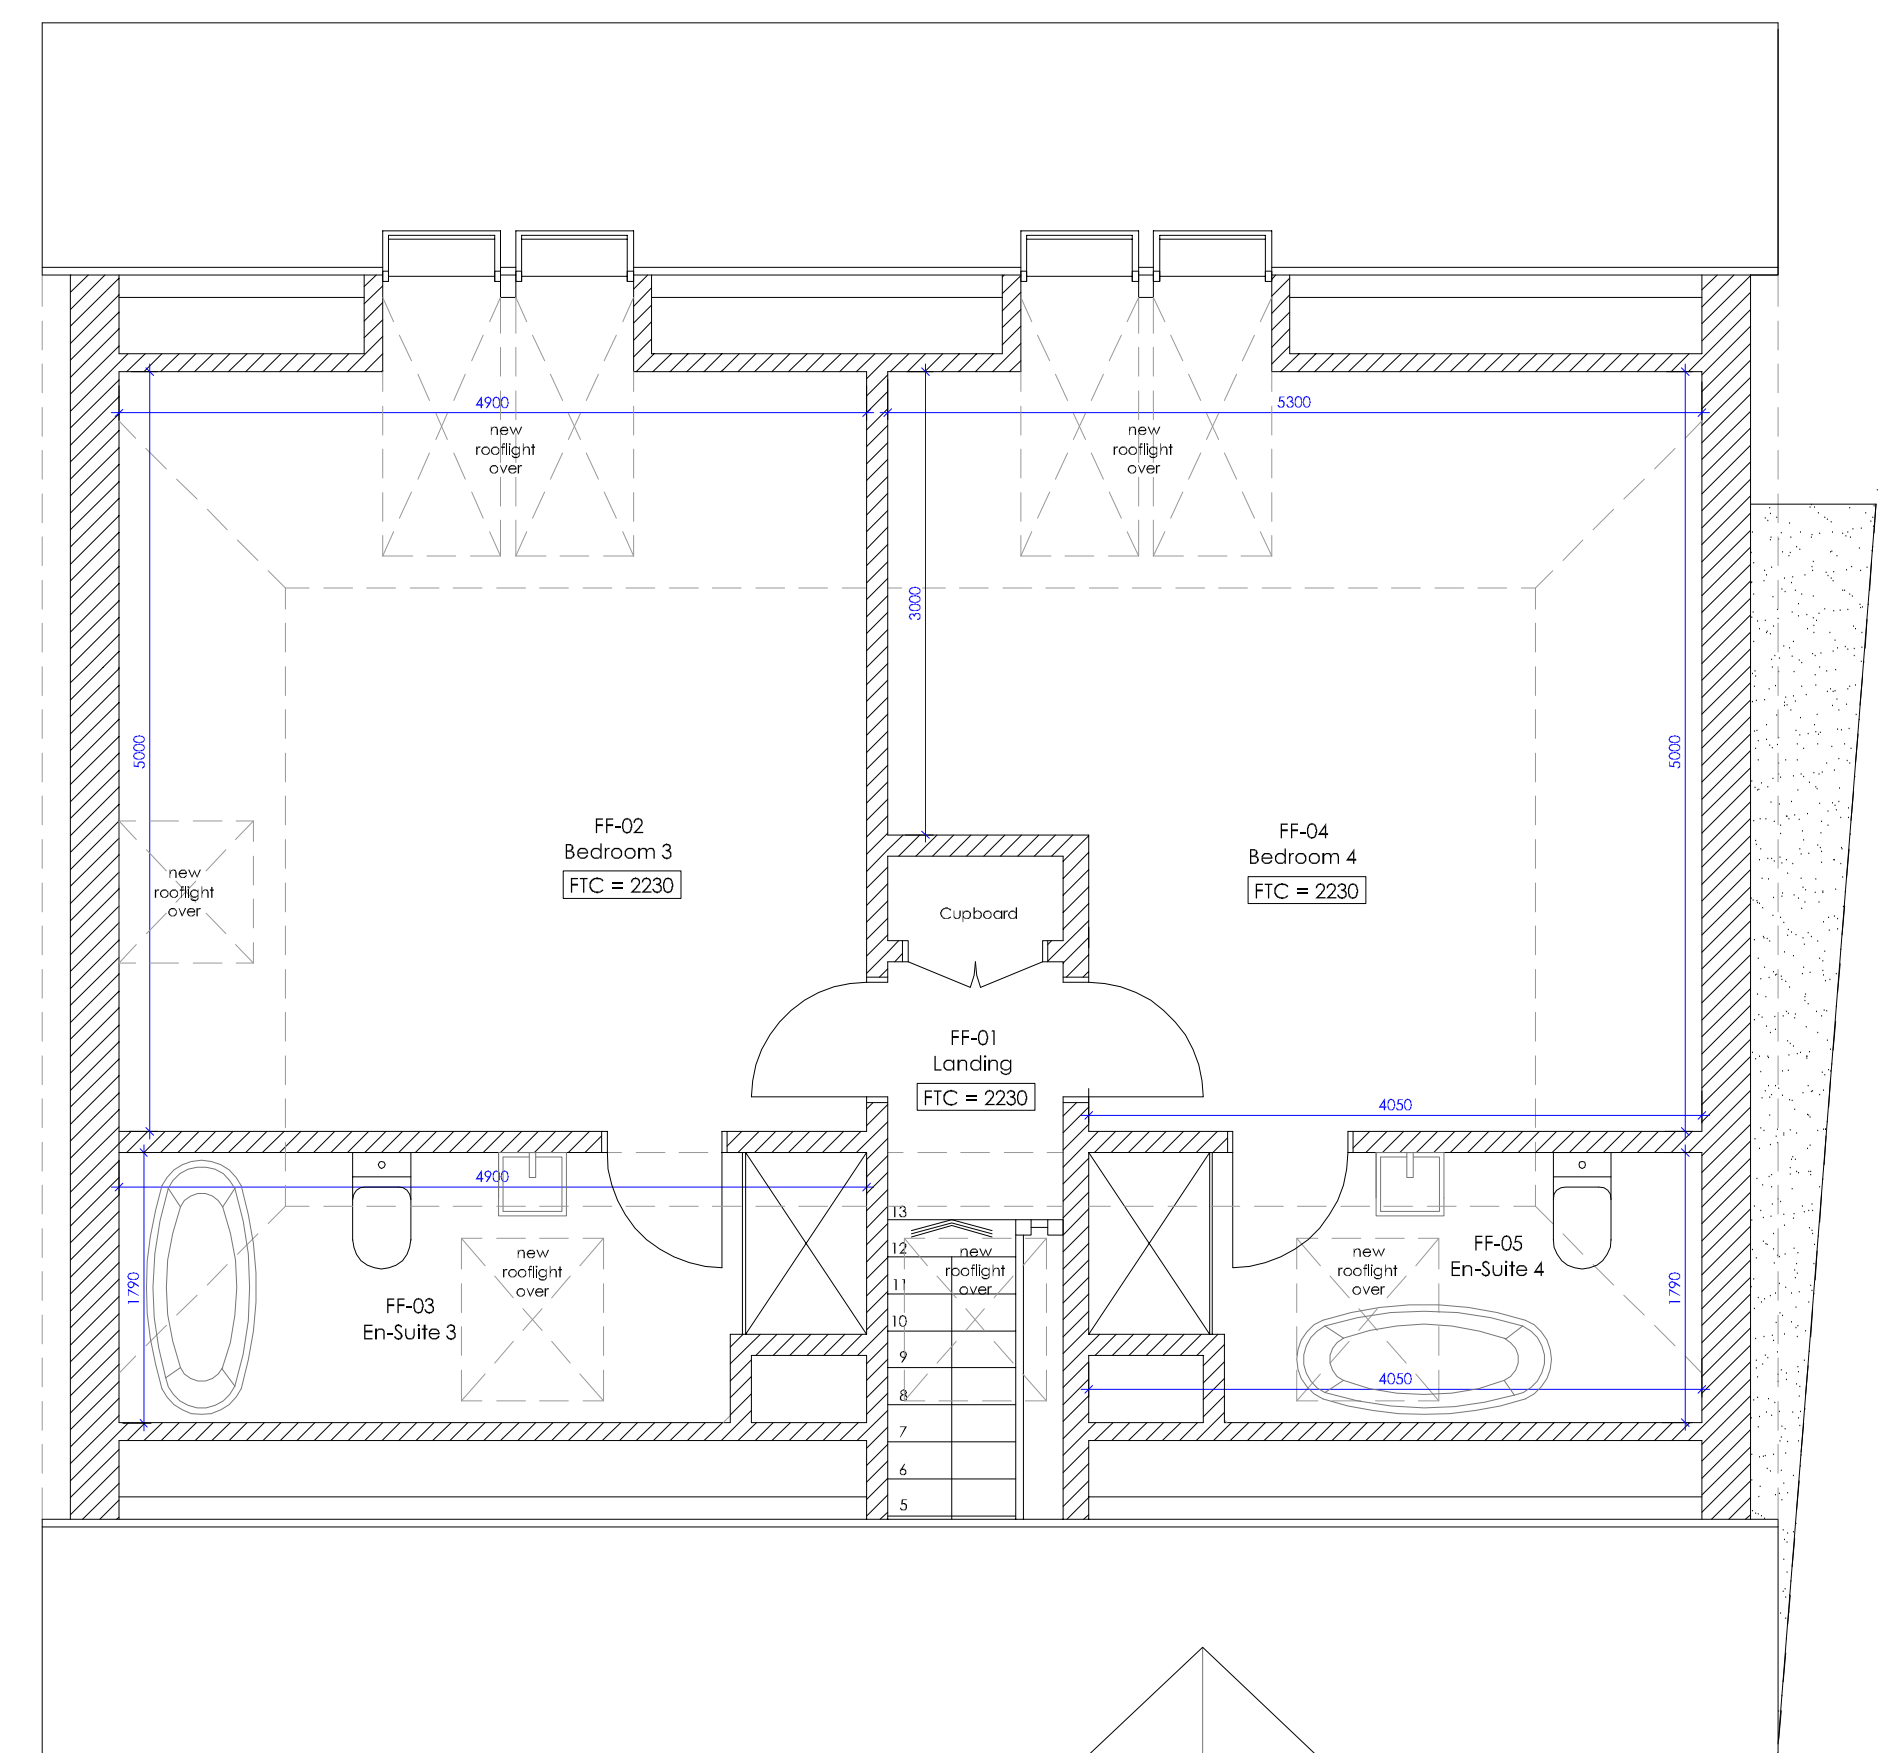 4900
5300
new
rooflight
over
new
rooflight
over
3000
5000
5000
FF-02
Bedroom 3
FTC = 2230
FF-04
Bedroom 4
FTC = 2230
new
rooflight
over
Cupboard
FF-01
Landing
FTC = 2230
4050
4900
13
12
11
10
9
8
7
6
5
new
rooflight
over
new
rooflight
over
new
rooflight
over
FF-05
En-Suite 4
1790
FF-03
En-Suite 3
1790
4050